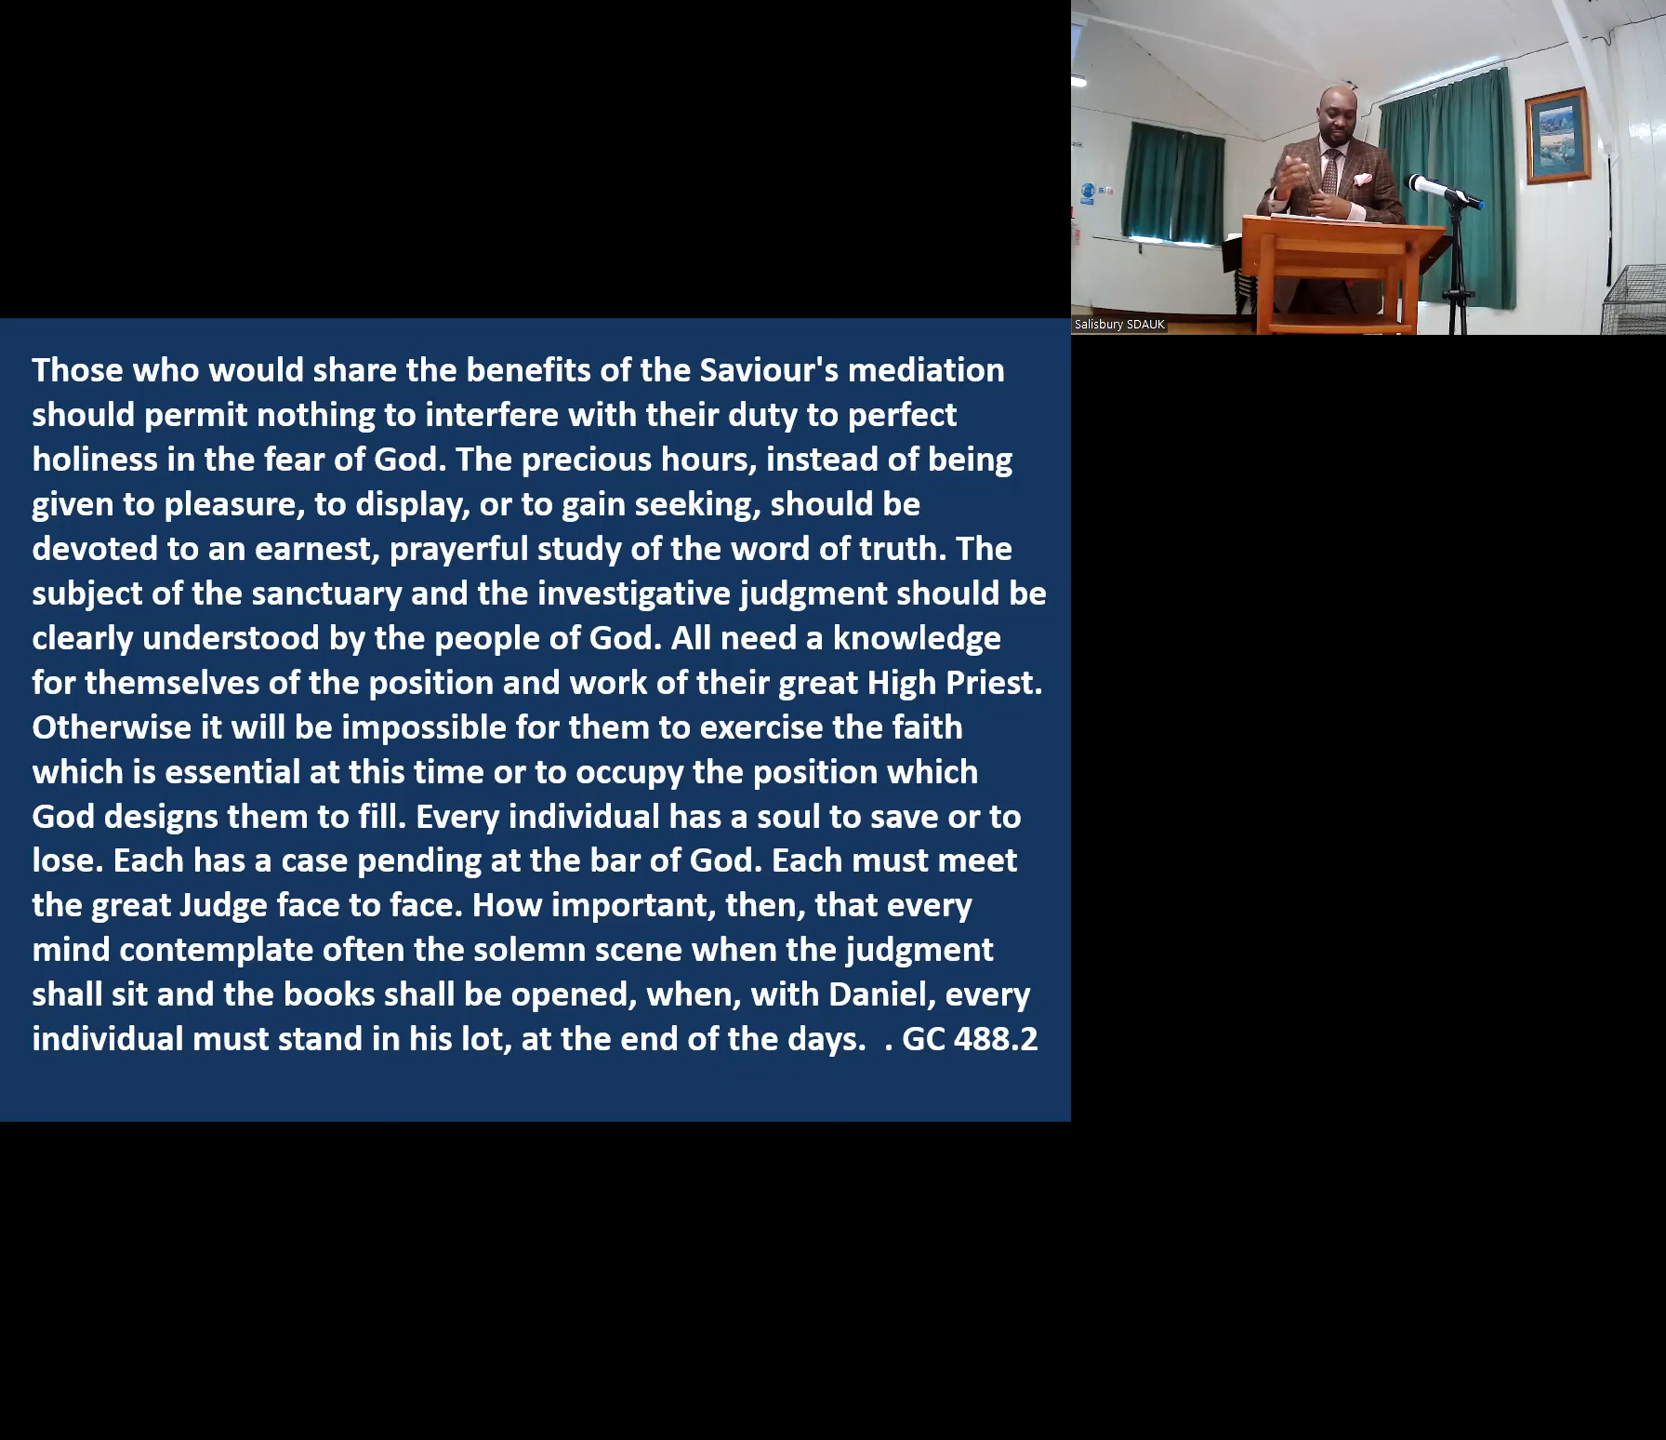 Those who would share the benefits of the Saviour's mediation
should permit nothing to interfere with their duty to perfect
holiness in the fear of God. The precious hours, instead of being
given to pleasure, to display, or to gain seeking, should be
devoted to an earnest, prayerful study of the word of truth. The
subject of the sanctuary and the investigative judgment should be
clearly understood by the people of God. All need a knowledge
for themselves of the position and work of their great High Priest.
Otherwise it will be impossible for them to exercise the faith
which is essential at this time or to occupy the position which
God designs them to fill. Every individual has a soul to save or to
lose. Each has a case pending at the bar of God. Each must meet
the great Judge face to face. How important, then, that every
mind contemplate often the solemn scene when the judgment
shall sit and the books shall be opened, when, with Daniel, every
individual must stand in his lot, at the end of the days.  . GC 488.2
Salisbury SDAUK